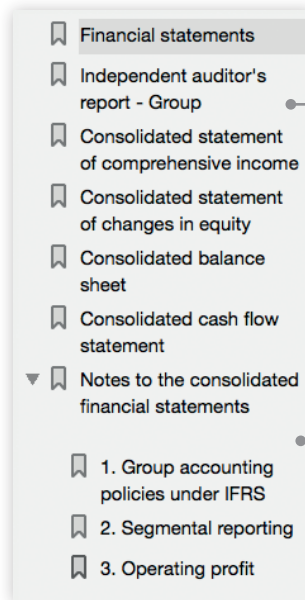 Financial statements
Independent auditor's
report - Group
Consolidated statement
of comprehensive income
Consolidated statement
of changes in equity
Consolidated balance
sheet
Consolidated cash flow
statement
Notes to the consolidated
financial statements
1. Group accounting
policies under IFRS
2. Segmental reporting
3. Operating profit